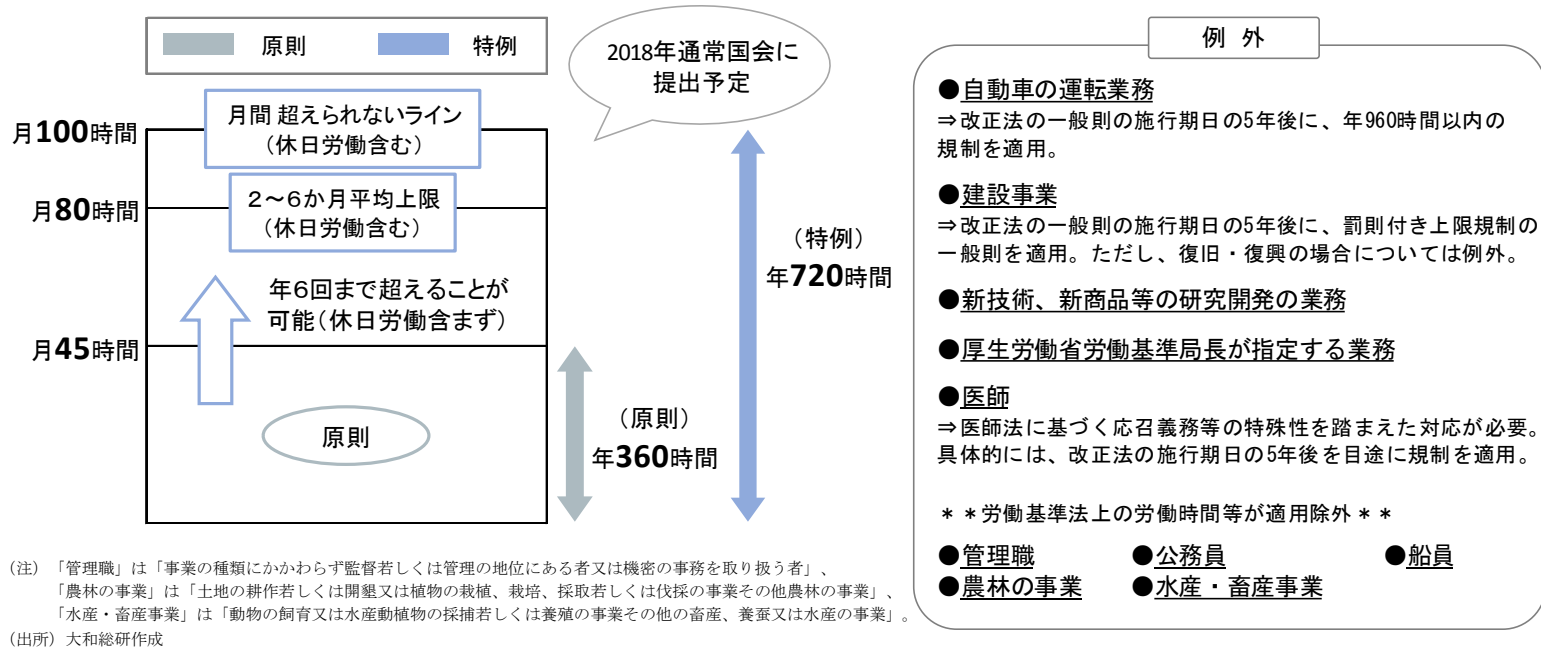 原則
特例
2018年通常国会に
提出予定
月100時間
月間 超えられないライン
(休日労働含む)
月80時間
2～6か月平均上限
(休日労働含む)
年6回まで超えることが
可能(休日労働含まず)
月45時間
原則
(原則)
年360時間
(特例)
年720時間
例 外
●自動車の運転業務
⇒改正法の一般則の施行期日の5年後に、年960時間以内の
規制を適用。
●建設事業
⇒改正法の一般則の施行期日の5年後に、罰則付き上限規制の
一般則を適用。ただし、復旧・復興の場合については例外。
●新技術、新商品等の研究開発の業務
●厚生労働省労働基準局長が指定する業務
●医師
⇒医師法に基づく応召義務等の特殊性を踏まえた対応が必要。
具体的には、改正法の施行期日の5年後を目途に規制を適用。
＊＊労働基準法上の労働時間等が適用除外＊＊
●管理職 ●公務員 ●船員
●農林の事業 ●水産・畜産事業
(注) 「管理職」は「事業の種類にかかわらず監督若しくは管理の地位にある者又は機密の事務を取り扱う者」、
「農林の事業」は「土地の耕作若しくは開墾又は植物の栽植、栽培、採取若しくは伐採の事業その他農林の事業」、
「水産・畜産事業」は「動物の飼育又は水産動植物の採捕若しくは養殖の事業その他の畜産、養蚕又は水産の事業」。
(出所) 大和総研作成